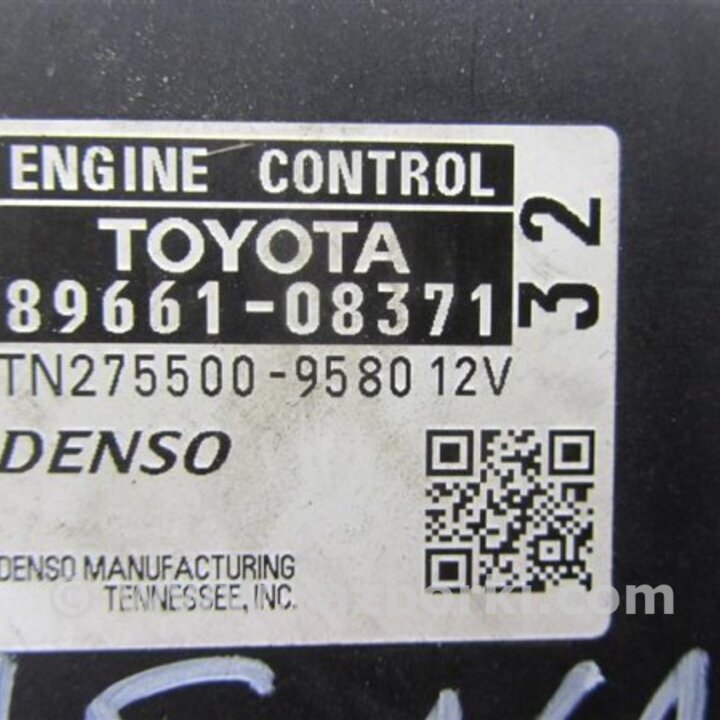 ENGINE CONTROL
TOYOTA
89661-08371
32
TN275500-9580 12V
DENSO
DENSO MANUFACTURING
TENNESSEE, INC.